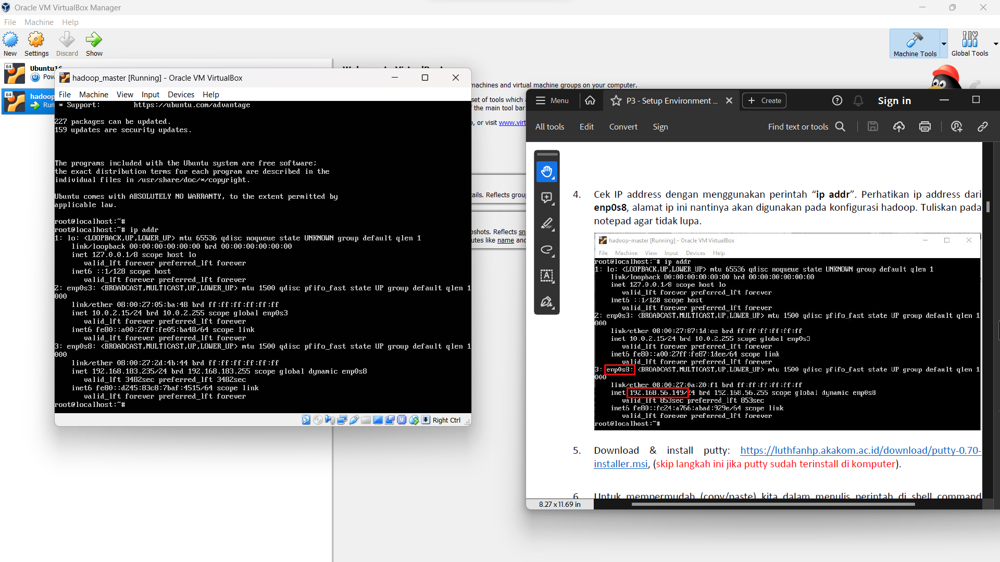 Oracle VM VirtualBox Manager
File Machine Help
New Settings Discard Show
Machine Tools Global Tools
64 Ubuntu16
64 hadoop
hadoop_master [Running] - Oracle VM VirtualBox
File Machine View Input Devices Help
* Support: https://ubuntu.com/advantage
227 packages can be updated.
159 updates are security updates.
The programs included with the Ubuntu system are free software;
the exact distribution terms for each program are described in the
individual files in /usr/share/doc/*/copyright.
Ubuntu comes with ABSOLUTELY NO WARRANTY, to the extent permitted by
applicable law.
root@localhost:~#
root@localhost:~# ip addr
1: lo: <LOOPBACK,UP,LOWER_UP> mtu 65536 qdisc noqueue state UNKNOWN group default qlen 1
link/loopback 00:00:00:00:00:00 brd 00:00:00:00:00:00
inet 127.0.0.1/8 scope host lo
valid_lft forever preferred_lft forever
inet6 ::1/128 scope host
valid_lft forever preferred_lft forever
2: enp0s3: <BROADCAST,MULTICAST,UP,LOWER_UP> mtu 1500 qdisc pfifo_fast state UP group default qlen 1
000
link/ether 08:00:27:05:ba:48 brd ff:ff:ff:ff:ff:ff
inet 10.0.2.15/24 brd 10.0.2.255 scope global enp0s3
valid_lft forever preferred_lft forever
inet6 fe80::a00:27ff:fe05:ba48/64 scope link
valid_lft forever preferred_lft forever
3: enp0s8: <BROADCAST,MULTICAST,UP,LOWER_UP> mtu 1500 qdisc pfifo_fast state UP group default qlen 1
000
link/ether 08:00:27:2d:4b:44 brd ff:ff:ff:ff:ff:ff
inet 192.168.183.235/24 brd 192.168.183.255 scope global dynamic enp0s8
valid_lft 3482sec preferred_lft 3482sec
inet6 fe80::d245:83c8:7baf:4515/64 scope link
valid_lft forever preferred_lft forever
root@localhost:~#
Right Ctrl
machines and virtual machine groups on your computer.
set of tools which
f the main tool bar
, or visit www.virt
ails. Reflects grou
pshots. Reflects sn
utes like name and
Menu P3 - Setup Environment ... Create Sign in
All tools Edit Convert Sign Find text or tools
4. Cek IP address dengan menggunakan perintah “ip addr”. Perhatikan ip address dari
enp0s8, alamat ip ini nantinya akan digunakan pada konfigurasi hadoop. Tuliskan pada
notepad agar tidak lupa.
hadoop-master [Running] - Oracle VM VirtualBox
File Machine View Input Devices Help
root@localhost:~# ip addr
1: lo: <LOOPBACK,UP,LOWER_UP> mtu 65536 qdisc noqueue state UNKNOWN group default qlen 1
link/loopback 00:00:00:00:00:00 brd 00:00:00:00:00:00
inet 127.0.0.1/8 scope host lo
valid_lft forever preferred_lft forever
inet6 ::1/128 scope host
valid_lft forever preferred_lft forever
2: enp0s3: <BROADCAST,MULTICAST,UP,LOWER_UP> mtu 1500 qdisc pfifo_fast state UP group default qlen 1
000
link/ether 08:00:27:87:1d:ee brd ff:ff:ff:ff:ff:ff
inet 10.0.2.15/24 brd 10.0.2.255 scope global enp0s3
valid_lft forever preferred_lft forever
inet6 fe80::a00:27ff:fe87:1dee/64 scope link
valid_lft forever preferred_lft forever
3: enp0s8: <BROADCAST,MULTICAST,UP,LOWER_UP> mtu 1500 qdisc pfifo_fast state UP group default qlen 1
000
link/ether 08:00:27:0a:20:f1 brd ff:ff:ff:ff:ff:ff
inet 192.168.56.149/24 brd 192.168.56.255 scope global dynamic enp0s8
valid_lft 853sec preferred_lft 853sec
inet6 fe80::fc24:a766:abad:929e/64 scope link
valid_lft forever preferred_lft forever
root@localhost:~#
5. Download & install putty: https://luthfanhp.akakom.ac.id/download/putty-0.70-
installer.msi, (skip langkah ini jika putty sudah terinstall di komputer).
6. Untuk mempermudah (copy/paste) kita dalam menulis perintah di shell command
8.27 x 11.69 in